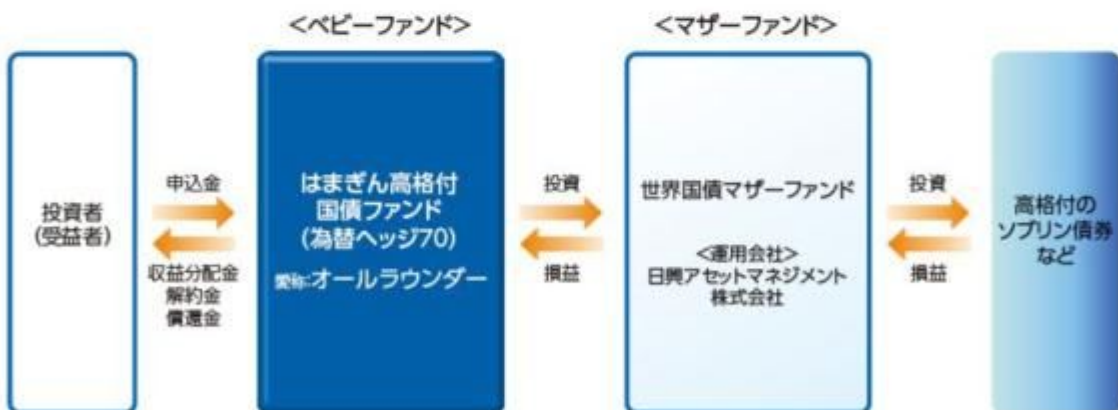 <ベビーファンド>
<マザーファンド>
投資者
(受益者)
申込金
収益分配金
解約金
償還金
はまぎん高格付
国債ファンド
(為替ヘッジ70)
愛称:オールラウンダー
投資
損益
世界国債マザーファンド
<運用会社>
日興アセットマネジメント
株式会社
投資
損益
高格付の
ソブリン債券
など